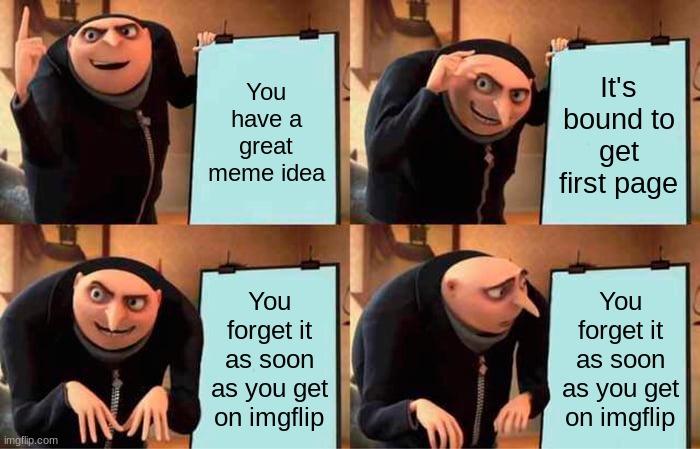 You
have a
great
meme idea
It's
bound to
get
first page
You
forget it
as soon
as you get
on imgflip
You
forget it
as soon
as you get
on imgflip
imgflip.com